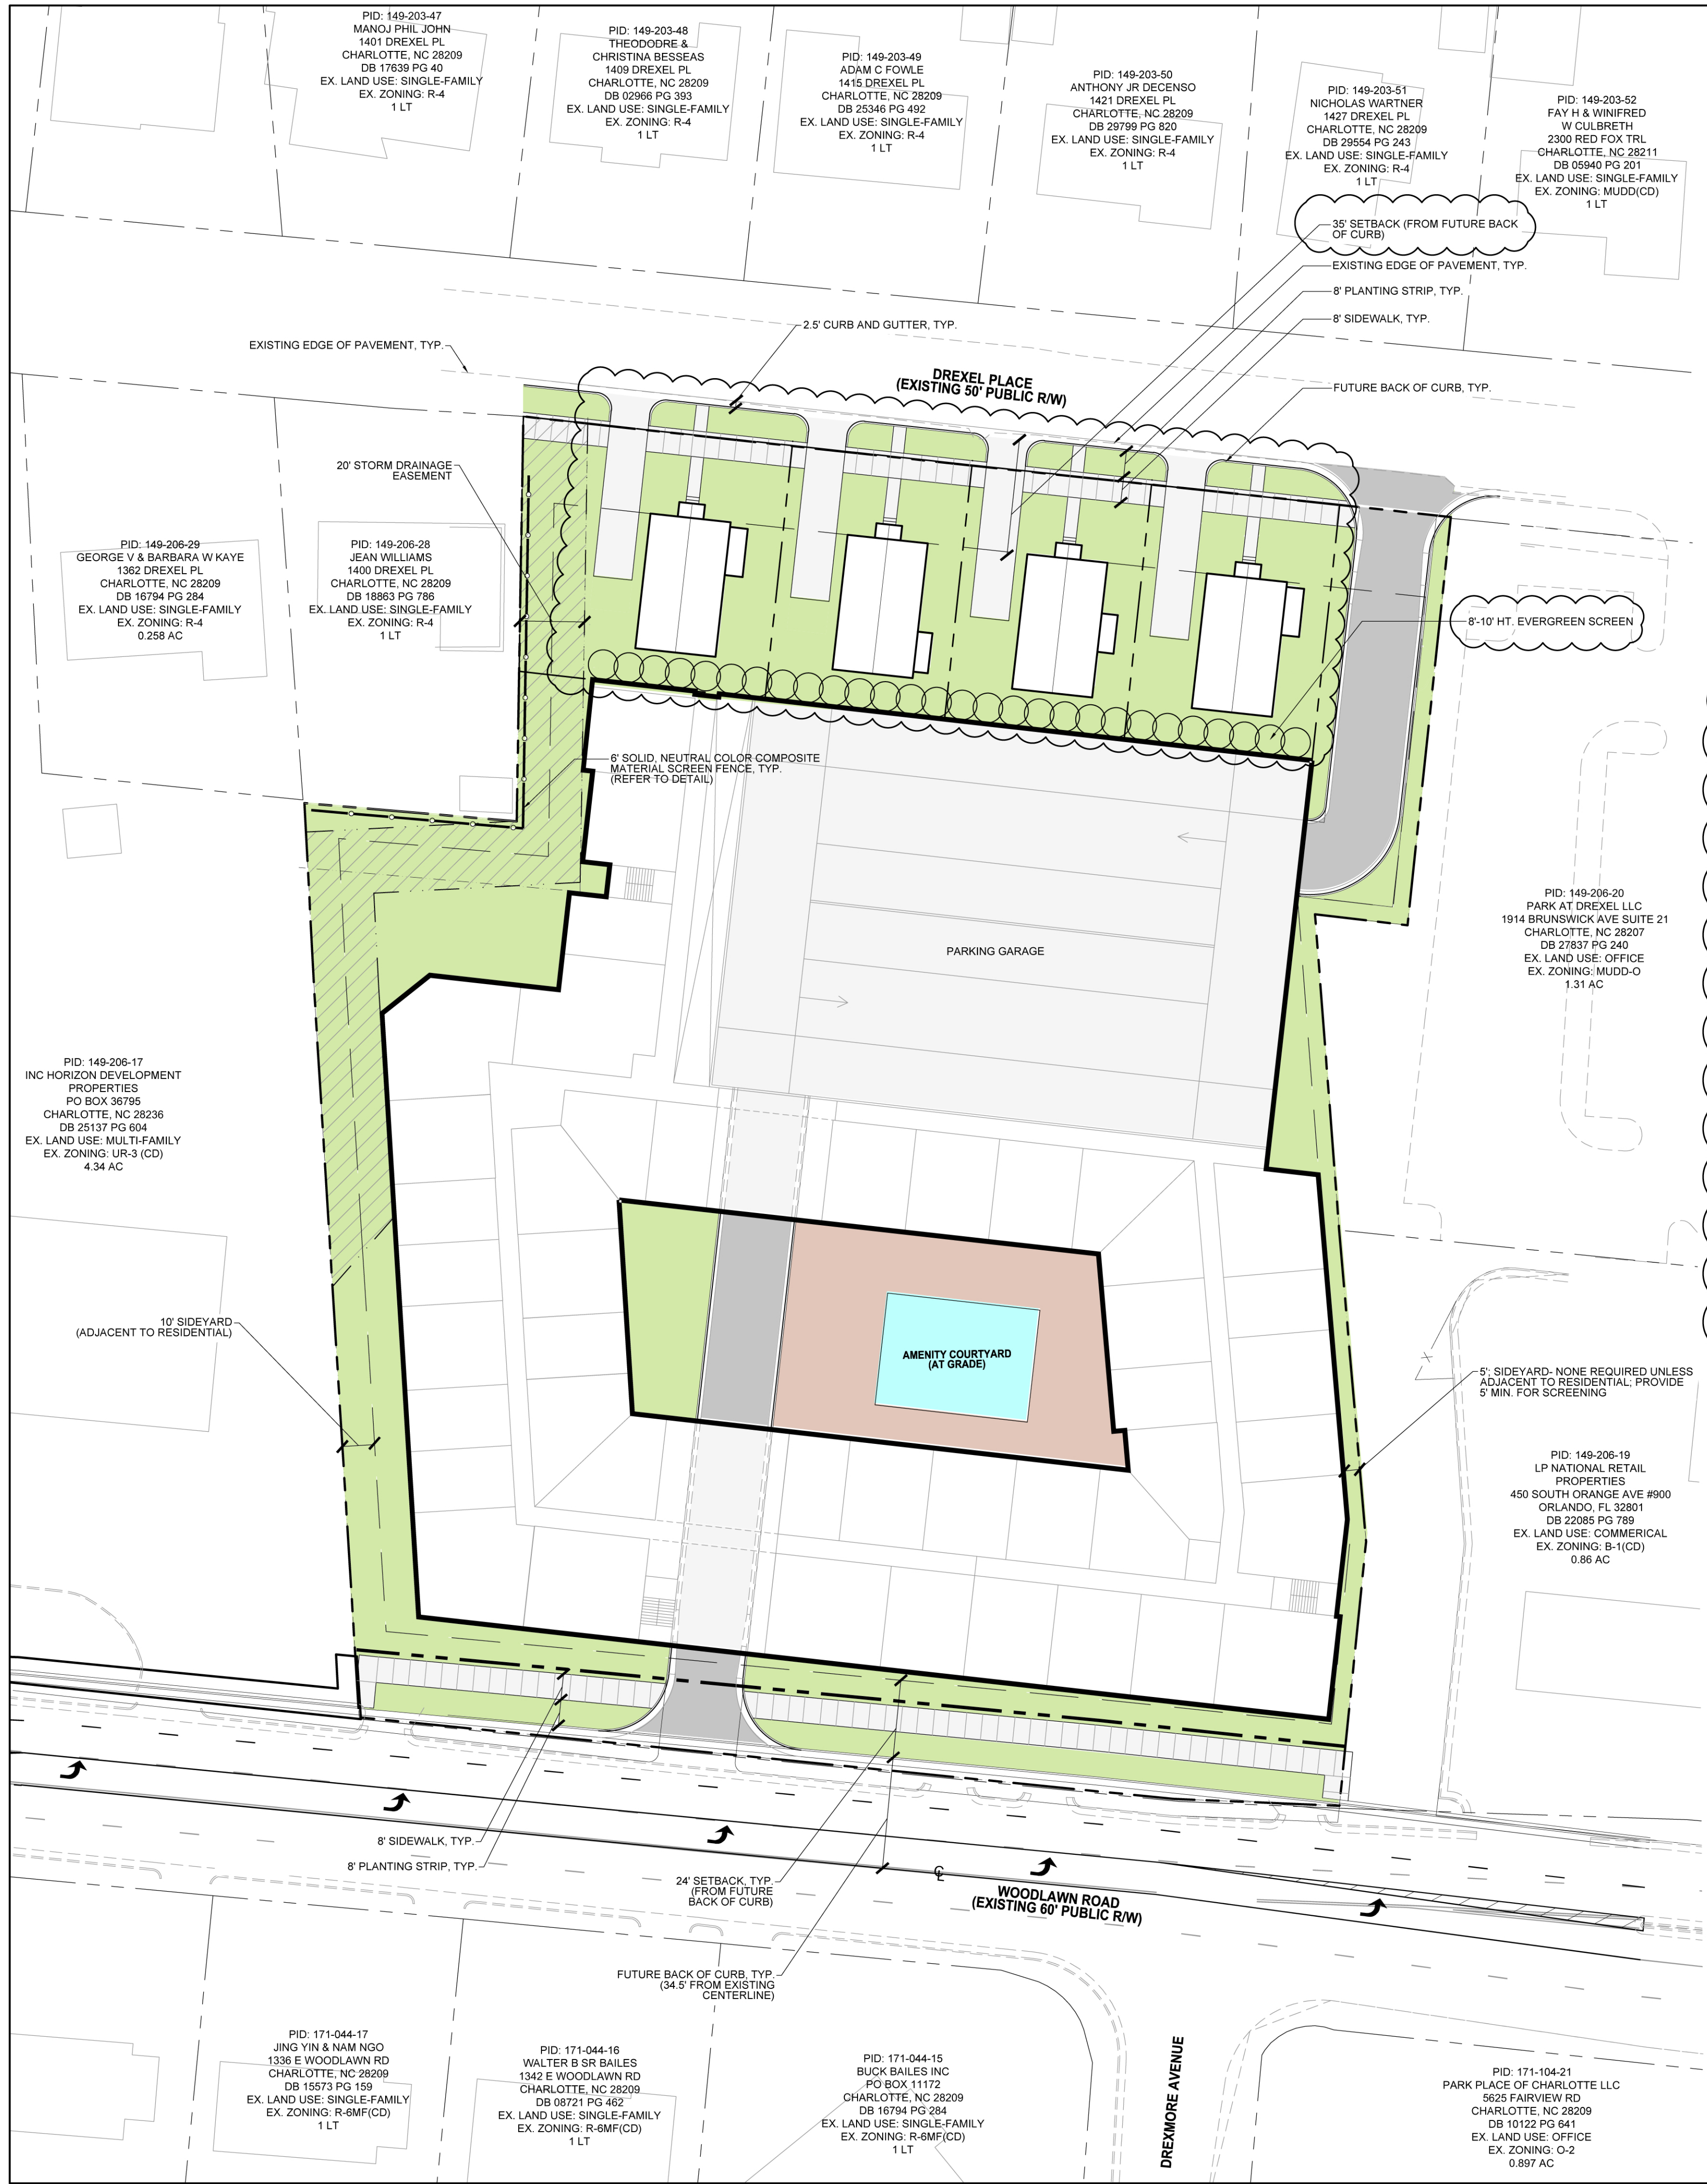 PID: 149-203-47
MANOJ PHIL JOHN
1401 DREXEL PL
CHARLOTTE, NC 28209
DB 17639 PG 40
EX. LAND USE: SINGLE-FAMILY
EX. ZONING: R-4
1 LT
PID: 149-203-48
THEODODRE &
CHRISTINA BESSEAS
1409 DREXEL PL
CHARLOTTE, NC 28209
DB 02966 PG 393
EX. LAND USE: SINGLE-FAMILY
EX. ZONING: R-4
1 LT
PID: 149-203-49
ADAM C FOWLE
1415 DREXEL PL
CHARLOTTE, NC 28209
DB 25346 PG 492
EX. LAND USE: SINGLE-FAMILY
EX. ZONING: R-4
1 LT
PID: 149-203-50
ANTHONY JR DECENSO
1421 DREXEL PL
CHARLOTTE, NC 28209
DB 29799 PG 820
EX. LAND USE: SINGLE-FAMILY
EX. ZONING: R-4
1 LT
PID: 149-203-51
NICHOLAS WARTNER
1427 DREXEL PL
CHARLOTTE, NC 28209
DB 29554 PG 243
EX. LAND USE: SINGLE-FAMILY
EX. ZONING: R-4
1 LT
PID: 149-203-52
FAY H & WINIFRED
W CULBRETH
2300 RED FOX TRL
CHARLOTTE, NC 28211
DB 05940 PG 201
EX. LAND USE: SINGLE-FAMILY
EX. ZONING: MUDD(CD)
1 LT
35' SETBACK (FROM FUTURE BACK
OF CURB)
EXISTING EDGE OF PAVEMENT, TYP.
8' PLANTING STRIP, TYP.
8' SIDEWALK, TYP.
2.5' CURB AND GUTTER, TYP.
EXISTING EDGE OF PAVEMENT, TYP.
DREXEL PLACE
(EXISTING 50' PUBLIC R/W)
FUTURE BACK OF CURB, TYP.
20' STORM DRAINAGE
EASEMENT
PID: 149-206-29
GEORGE V & BARBARA W KAYE
1362 DREXEL PL
CHARLOTTE, NC 28209
DB 16794 PG 284
EX. LAND USE: SINGLE-FAMILY
EX. ZONING: R-4
0.258 AC
PID: 149-206-28
JEAN WILLIAMS
1400 DREXEL PL
CHARLOTTE, NC 28209
DB 18863 PG 786
EX. LAND USE: SINGLE-FAMILY
EX. ZONING: R-4
1 LT
8'-10' HT. EVERGREEN SCREEN
6' SOLID, NEUTRAL COLOR COMPOSITE
MATERIAL SCREEN FENCE, TYP.
(REFER TO DETAIL)
PARKING GARAGE
PID: 149-206-20
PARK AT DREXEL LLC
1914 BRUNSWICK AVE SUITE 21
CHARLOTTE, NC 28207
DB 27837 PG 240
EX. LAND USE: OFFICE
EX. ZONING: MUDD-O
1.31 AC
PID: 149-206-17
INC HORIZON DEVELOPMENT
PROPERTIES
PO BOX 36795
CHARLOTTE, NC 28236
DB 25137 PG 604
EX. LAND USE: MULTI-FAMILY
EX. ZONING: UR-3 (CD)
4.34 AC
10' SIDEYARD
(ADJACENT TO RESIDENTIAL)
AMENITY COURTYARD
(AT GRADE)
5'; SIDEYARD- NONE REQUIRED UNLESS
ADJACENT TO RESIDENTIAL; PROVIDE
5' MIN. FOR SCREENING
PID: 149-206-19
LP NATIONAL RETAIL
PROPERTIES
450 SOUTH ORANGE AVE #900
ORLANDO, FL 32801
DB 22085 PG 789
EX. LAND USE: COMMERICAL
EX. ZONING: B-1(CD)
0.86 AC
8' SIDEWALK, TYP.
8' PLANTING STRIP, TYP.
24' SETBACK, TYP.
(FROM FUTURE
BACK OF CURB)
CL
WOODLAWN ROAD
(EXISTING 60' PUBLIC R/W)
FUTURE BACK OF CURB, TYP.
(34.5' FROM EXISTING
CENTERLINE)
PID: 171-044-17
JING YIN & NAM NGO
1336 E WOODLAWN RD
CHARLOTTE, NC 28209
DB 15573 PG 159
EX. LAND USE: SINGLE-FAMILY
EX. ZONING: R-6MF(CD)
1 LT
PID: 171-044-16
WALTER B SR BAILES
1342 E WOODLAWN RD
CHARLOTTE, NC 28209
DB 08721 PG 462
EX. LAND USE: SINGLE-FAMILY
EX. ZONING: R-6MF(CD)
1 LT
PID: 171-044-15
BUCK BAILES INC
PO BOX 11172
CHARLOTTE, NC 28209
DB 16794 PG 284
EX. LAND USE: SINGLE-FAMILY
EX. ZONING: R-6MF(CD)
1 LT
DREXMORE AVENUE
PID: 171-104-21
PARK PLACE OF CHARLOTTE LLC
5625 FAIRVIEW RD
CHARLOTTE, NC 28209
DB 10122 PG 641
EX. LAND USE: OFFICE
EX. ZONING: O-2
0.897 AC